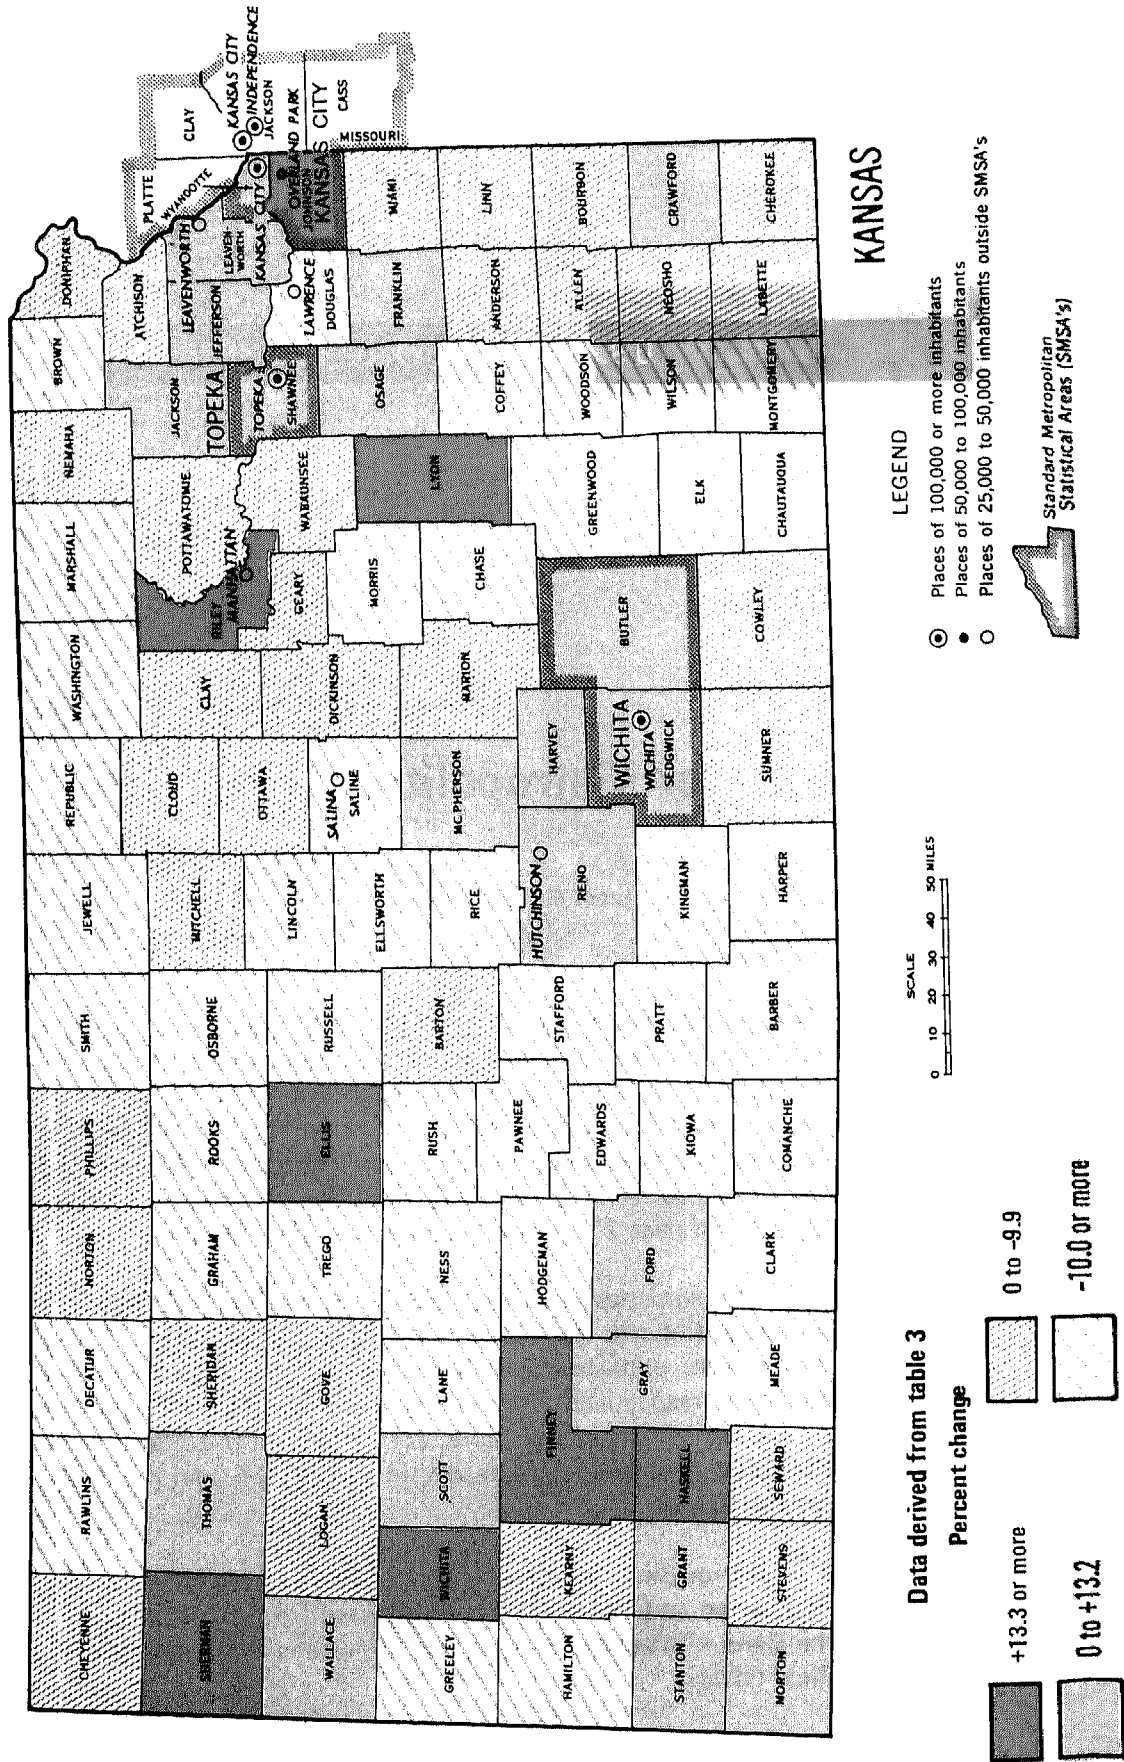 CHEYENNE
RAWLINS
DECATUR
NORTON
PHILLIPS
SMITH
JEWELL
REPUBLIC
WASHINGTON
MARSHALL
NEMAHA
BROWN
DONIPHAN
SHERMAN
THOMAS
SHERIDAN
GRAHAM
ROOKS
OSBORNE
MITCHELL
CLOUD
CLAY
RILEY
MANHATTAN
POTTAWATOMIE
JACKSON
ATCHISON
JEFFERSON
LEAVENWORTH
LEAVEN-
WORTH
WYANDOTTE
KANSAS CITY
PLATTE
CLAY
KANSAS CITY
INDEPENDENCE
JACKSON
CASS
MISSOURI
KANSAS CITY
WALLACE
LOGAN
GOVE
TREGO
ELLIS
RUSSELL
LINCOLN
OTTAWA
SALINA
SALINE
DICKINSON
GEARY
MORRIS
WABAUNSEE
TOPEKA
TOPEKA
SHAWNEE
LAWRENCE
DOUGLAS
OVERLAND PARK
JOHNSON
GREELEY
WICHITA
SCOTT
LANE
NESS
RUSH
BARTON
ELLSWORTH
RICE
MC PHERSON
MARION
CHASE
LYON
OSAGE
FRANKLIN
MIAMI
HAMILTON
KEARNY
FINNEY
HODGEMAN
PAWNEE
EDWARDS
STAFFORD
HUTCHINSON
RENO
HARVEY
WICHITA
WICHITA
SEDGWICK
BUTLER
GREENWOOD
COFFEY
ANDERSON
LINN
WOODSON
ALLEN
BOURBON
STANTON
GRANT
HASKELL
GRAY
FORD
KIOWA
PRATT
KINGMAN
ELK
WILSON
NEOSHO
CRAWFORD
MORTON
STEVENS
SEWARD
MEADE
CLARK
COMANCHE
BARBER
HARPER
SUMNER
COWLEY
CHAUTAUQUA
MONTGOMERY
LABETTE
CHEROKEE
KANSAS
LEGEND
Places of 100,000 or more inhabitants
Places of 50,000 to 100,000 inhabitants
Places of 25,000 to 50,000 inhabitants outside SMSA's
Standard Metropolitan
Statistical Areas (SMSA's)
SCALE
0 10 20 30 40 50 MILES
Data derived from table 3
Percent change
+13.3 or more
0 to -9.9
0 to +13.2
-10.0 or more